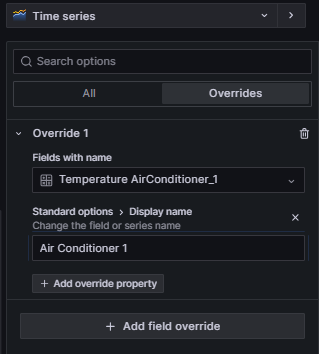 Time series
Search options
All
Overrides
Override 1
Fields with name
Temperature AirConditioner_1
Standard options > Display name
Change the field or series name
Air Conditioner 1
+ Add override property
+ Add field override